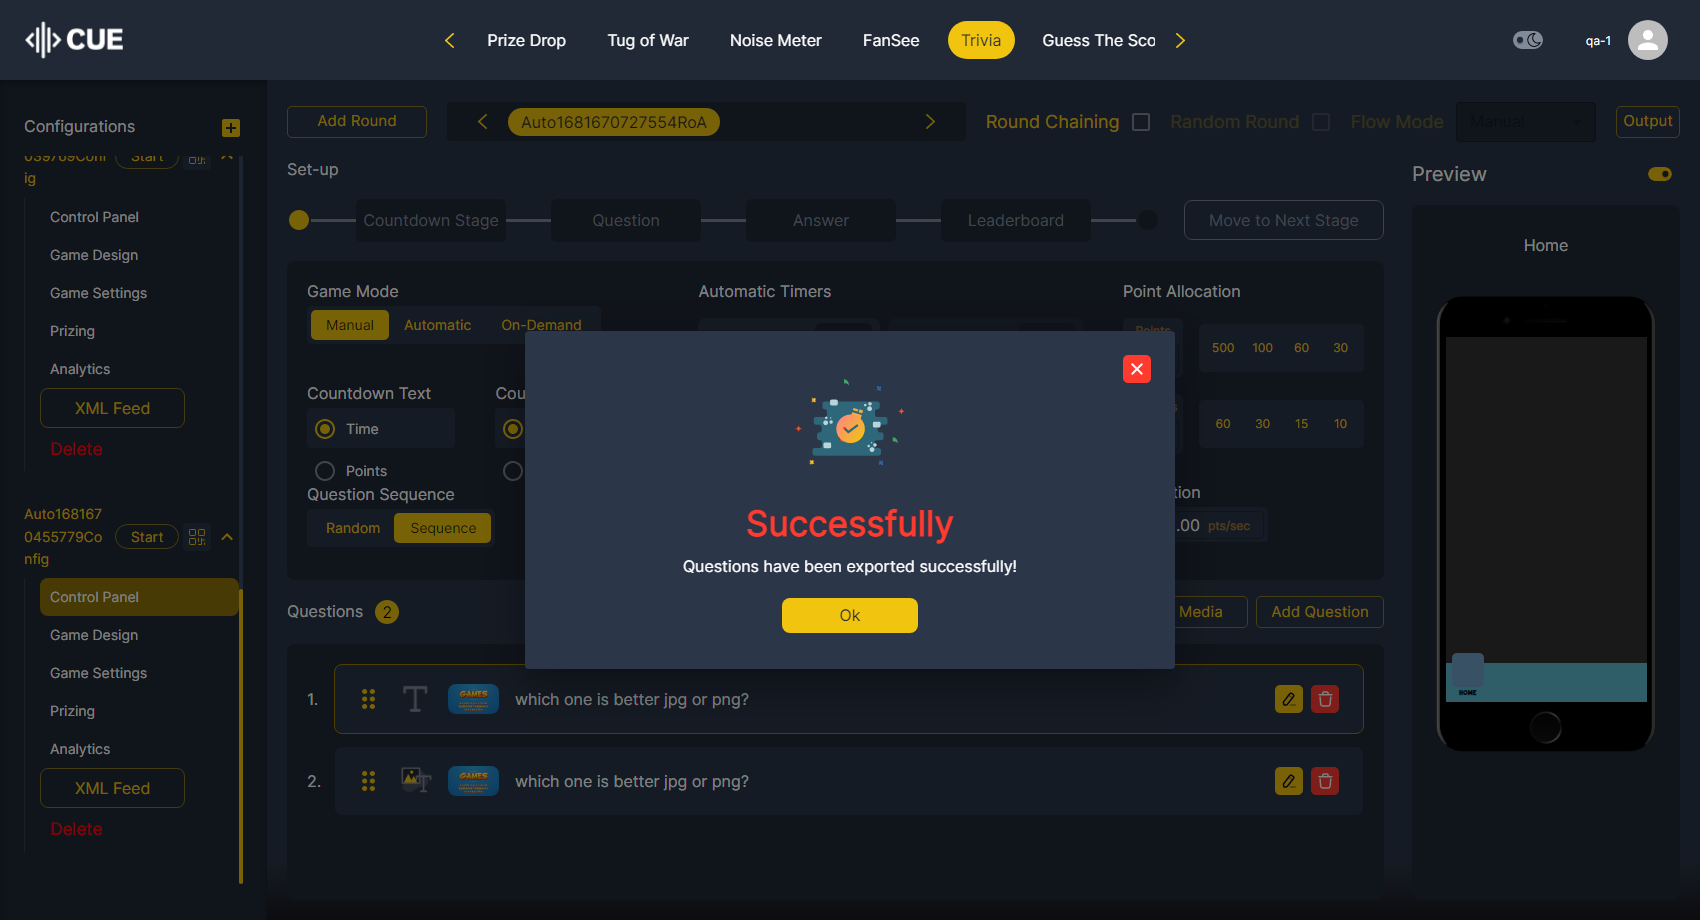 CUE
Prize Drop
Tug of War
Noise Meter
FanSee
Trivia
Guess The Sco
qa-1
Configurations
Add Round
Auto1681670727554RoA
Round Chaining
Random Round
Flow Mode
Manual
Output
039769Conf
ig
Start
Control Panel
Game Design
Game Settings
Prizing
Analytics
XML Feed
Delete
Auto168167
0455779Co
nfig
Start
Control Panel
Game Design
Game Settings
Prizing
Analytics
XML Feed
Delete
Set-up
Countdown Stage
Question
Answer
Leaderboard
Move to Next Stage
Game Mode
Manual
Automatic
On-Demand
Automatic Timers
Point Allocation
Points
500
100
60
30
Countdown Text
Cou
Time
Points
60
30
15
10
Question Sequence
Random
Sequence
tion
.00
pts/sec
Successfully
Questions have been exported successfully!
Ok
Questions
2
Media
Add Question
1.
T
GAMES
which one is better jpg or png?
2.
T
GAMES
which one is better jpg or png?
Preview
Home
HOME